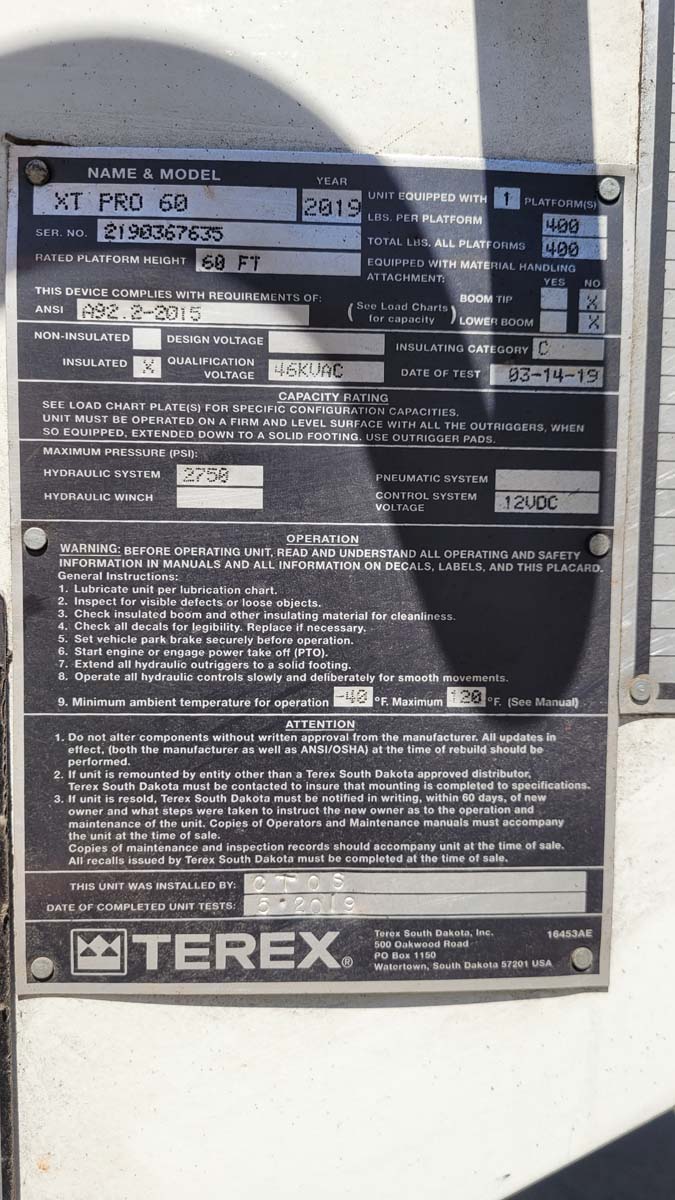 NAME & MODEL
YEAR
XT PRO 60
2019
UNIT EQUIPPED WITH 1 PLATFORM(S)
LBS. PER PLATFORM 400
SER. NO. 2190367635
TOTAL LBS. ALL PLATFORMS 400
RATED PLATFORM HEIGHT 60 FT
EQUIPPED WITH MATERIAL HANDLING
ATTACHMENT: YES NO
THIS DEVICE COMPLIES WITH REQUIREMENTS OF:
ANSI A92.2-2015
(See Load Charts
for capacity)
BOOM TIP X
LOWER BOOM X
NON-INSULATED DESIGN VOLTAGE INSULATING CATEGORY C
INSULATED X QUALIFICATION
VOLTAGE 46KVAC DATE OF TEST 03-14-19
CAPACITY RATING
SEE LOAD CHART PLATE(S) FOR SPECIFIC CONFIGURATION CAPACITIES.
UNIT MUST BE OPERATED ON A FIRM AND LEVEL SURFACE WITH ALL THE OUTRIGGERS, WHEN
SO EQUIPPED, EXTENDED DOWN TO A SOLID FOOTING. USE OUTRIGGER PADS.
MAXIMUM PRESSURE (PSI):
HYDRAULIC SYSTEM 2750 PNEUMATIC SYSTEM
HYDRAULIC WINCH CONTROL SYSTEM
VOLTAGE 12VDC
OPERATION
WARNING: BEFORE OPERATING UNIT, READ AND UNDERSTAND ALL OPERATING AND SAFETY
INFORMATION IN MANUALS AND ALL INFORMATION ON DECALS, LABELS, AND THIS PLACARD.
General Instructions:
1. Lubricate unit per lubrication chart.
2. Inspect for visible defects or loose objects.
3. Check insulated boom and other insulating material for cleanliness.
4. Check all decals for legibility. Replace if necessary.
5. Set vehicle park brake securely before operation.
6. Start engine or engage power take off (PTO).
7. Extend all hydraulic outriggers to a solid footing.
8. Operate all hydraulic controls slowly and deliberately for smooth movements.
9. Minimum ambient temperature for operation -40 °F. Maximum 120 °F. (See Manual)
ATTENTION
1. Do not alter components without written approval from the manufacturer. All updates in
effect, (both the manufacturer as well as ANSI/OSHA) at the time of rebuild should be
performed.
2. If unit is remounted by entity other than a Terex South Dakota approved distributor,
Terex South Dakota must be contacted to insure that mounting is completed to specifications.
3. If unit is resold, Terex South Dakota must be notified in writing, within 60 days, of new
owner and what steps were taken to instruct the new owner as to the operation and
maintenance of the unit. Copies of Operators and Maintenance manuals must accompany
the unit at the time of sale.
Copies of maintenance and inspection records should accompany unit at the time of sale.
All recalls issued by Terex South Dakota must be completed at the time of sale.
THIS UNIT WAS INSTALLED BY: CTOS
DATE OF COMPLETED UNIT TESTS: 5·2019
TEREX®
Terex South Dakota, Inc. 16453AE
500 Oakwood Road
PO Box 1150
Watertown, South Dakota 57201 USA